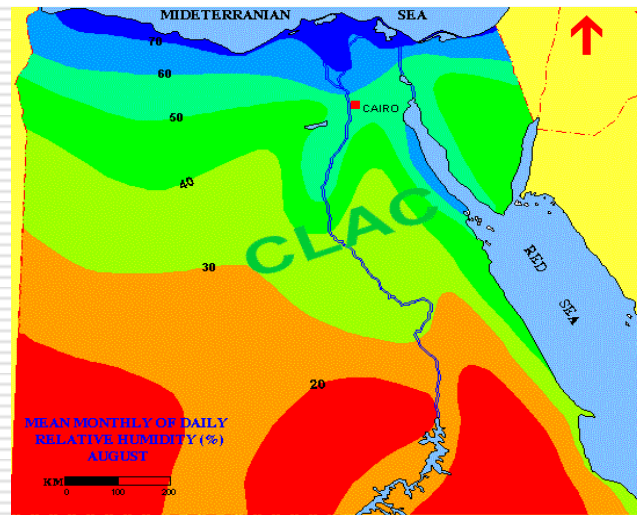 MIDETERRANIAN SEA
70
60
50
CAIRO
40
CLAC
30
RED SEA
20
MEAN MONTHLY OF DAILY
RELATIVE HUMIDITY (%)
AUGUST
KM
0 100 200